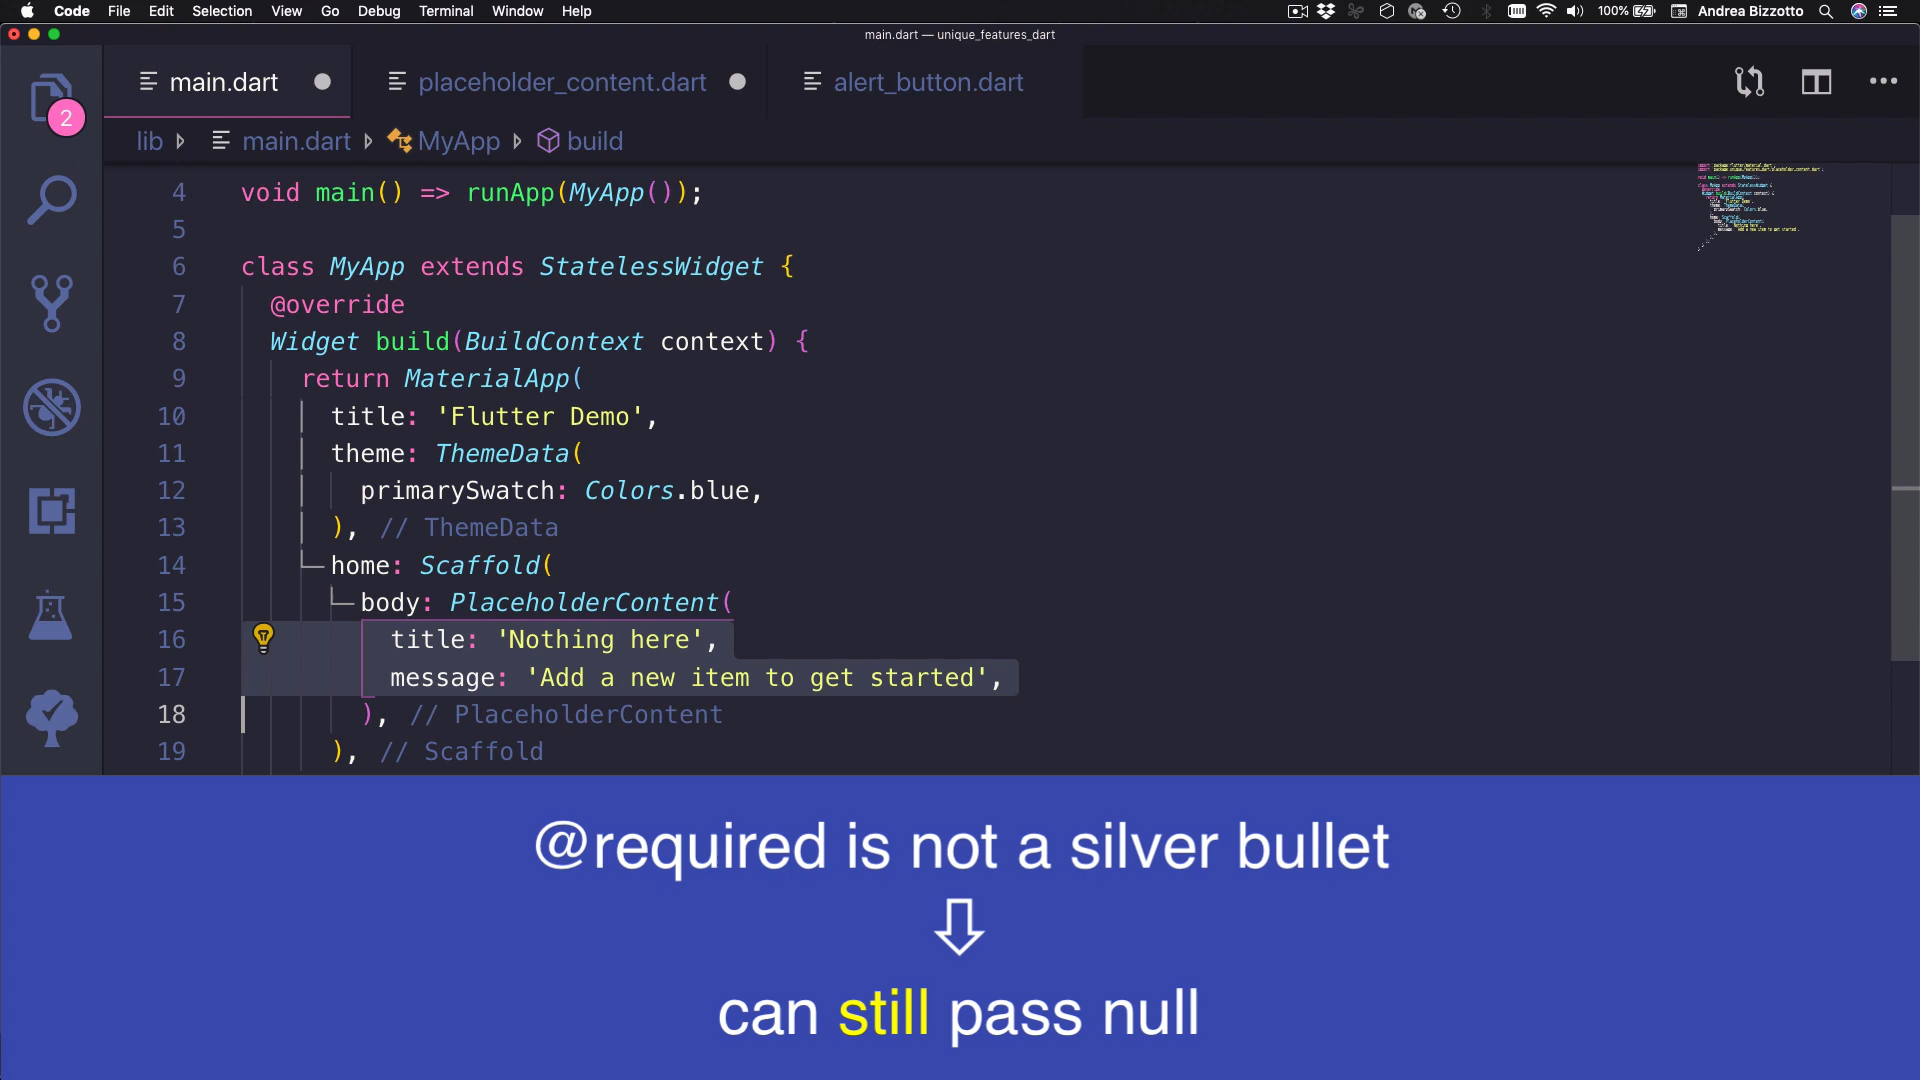 Code File Edit Selection View Go Debug Terminal Window Help 100% Andrea Bizzotto
main.dart — unique_features_dart
main.dart placeholder_content.dart alert_button.dart
2
lib main.dart MyApp build
4 void main() => runApp(MyApp());
5
6 class MyApp extends StatelessWidget {
7 @override
8 Widget build(BuildContext context) {
9 return MaterialApp(
10 title: 'Flutter Demo',
11 theme: ThemeData(
12 primarySwatch: Colors.blue,
13 ), // ThemeData
14 home: Scaffold(
15 body: PlaceholderContent(
16 title: 'Nothing here',
17 message: 'Add a new item to get started',
18 ), // PlaceholderContent
19 ), // Scaffold
@required is not a silver bullet
can still pass null